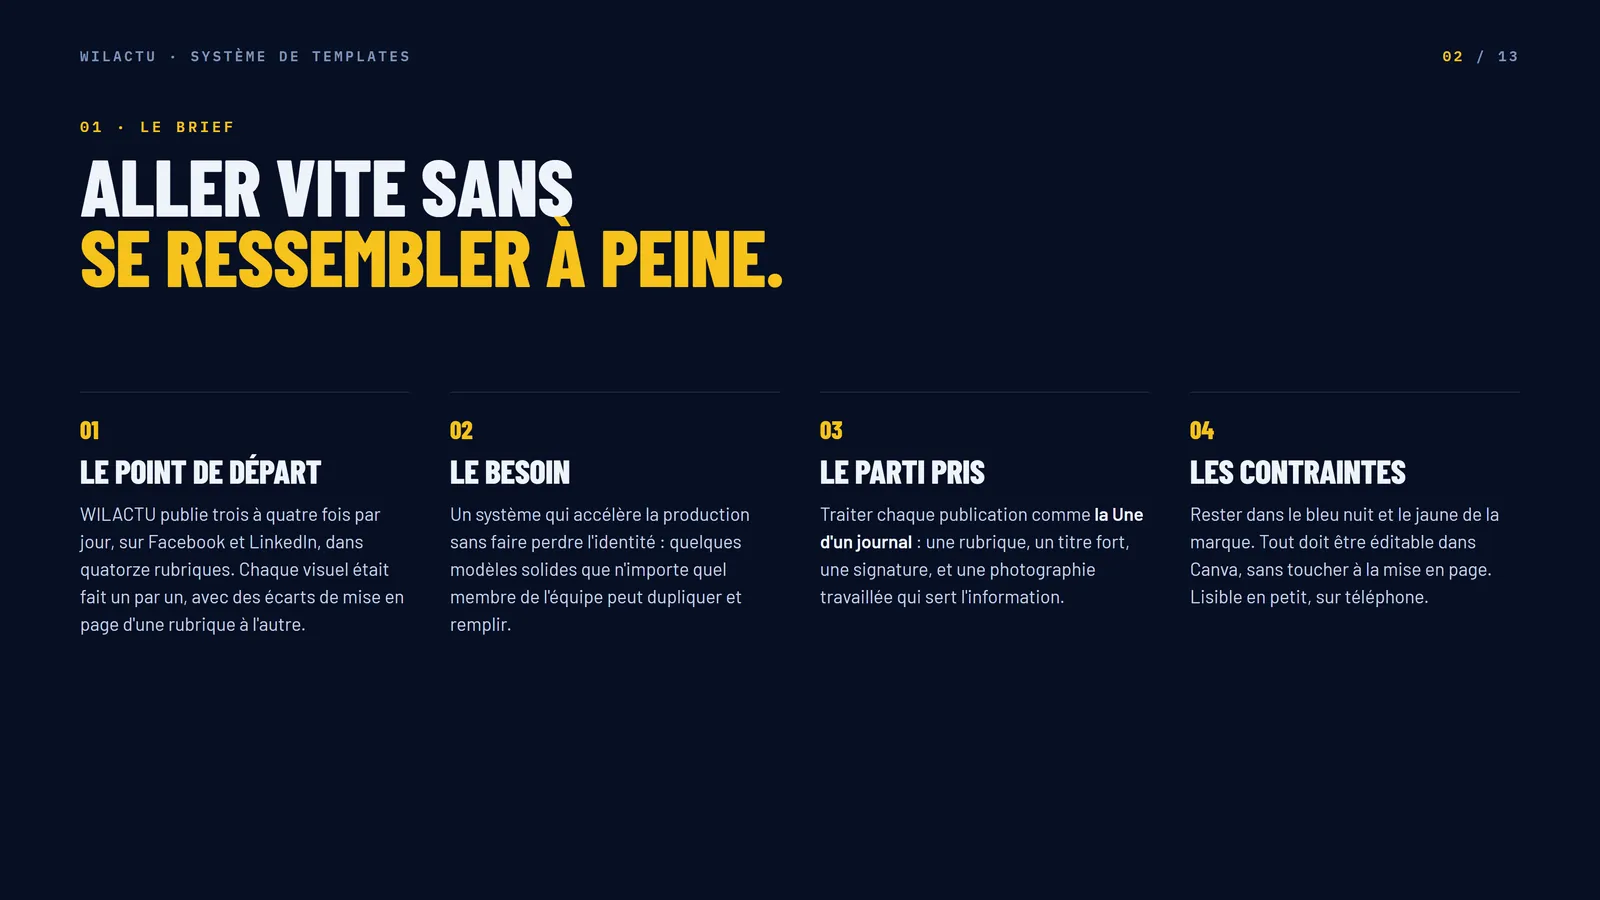 WILACTU · SYSTÈME DE TEMPLATES
02 / 13
01 · LE BRIEF
ALLER VITE SANS
SE RESSEMBLER À PEINE.
01
LE POINT DE DÉPART
WILACTU publie trois à quatre fois par
jour, sur Facebook et LinkedIn, dans
quatorze rubriques. Chaque visuel était
fait un par un, avec des écarts de mise en
page d'une rubrique à l'autre.
02
LE BESOIN
Un système qui accélère la production
sans faire perdre l'identité : quelques
modèles solides que n'importe quel
membre de l'équipe peut dupliquer et
remplir.
03
LE PARTI PRIS
Traiter chaque publication comme la Une
d'un journal : une rubrique, un titre fort,
une signature, et une photographie
travaillée qui sert l'information.
04
LES CONTRAINTES
Rester dans le bleu nuit et le jaune de la
marque. Tout doit être éditable dans
Canva, sans toucher à la mise en page.
Lisible en petit, sur téléphone.